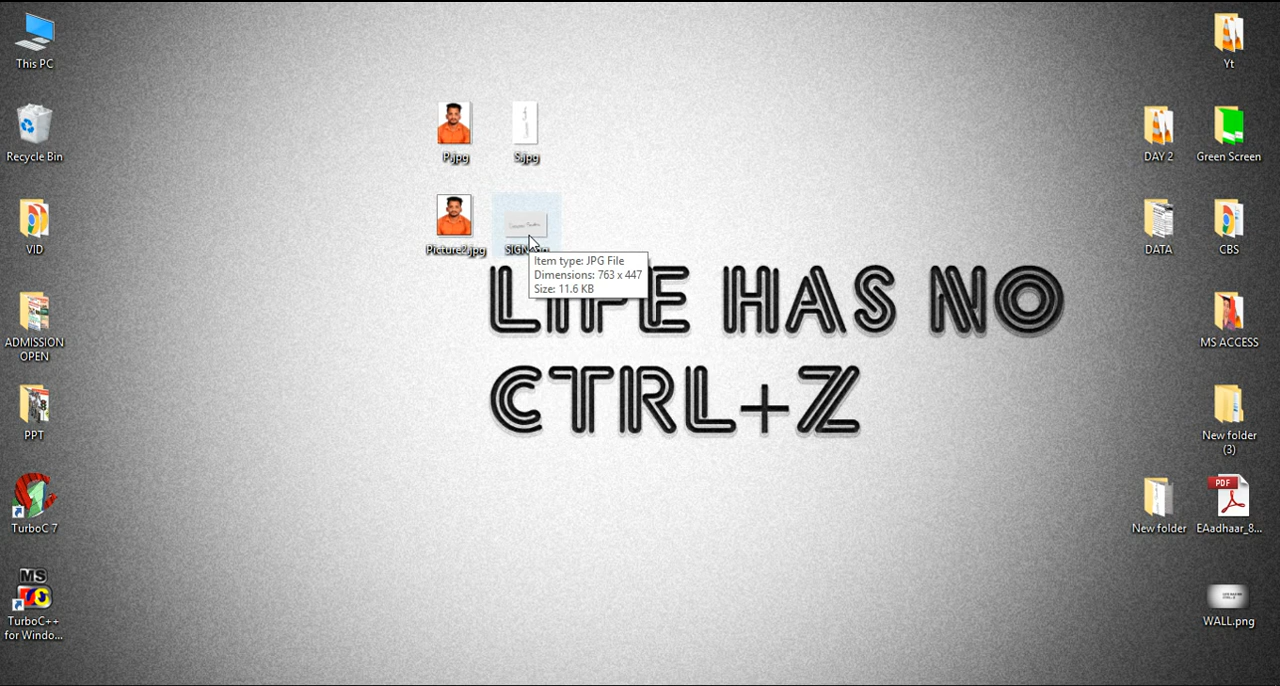 This PC
Recycle Bin
VID
ADMISSION
OPEN
PPT
TurboC 7
MS
TurboC++
for Windo...
P.jpg
S.jpg
Picture2.jpg
Item type: JPG File
Dimensions: 763 x 447
Size: 11.6 KB
LIFE HAS NO
CTRL+Z
Yt
DAY 2
Green Screen
DATA
CBS
MS ACCESS
New folder
(3)
New folder
PDF
EAadhaar_8...
WALL.png